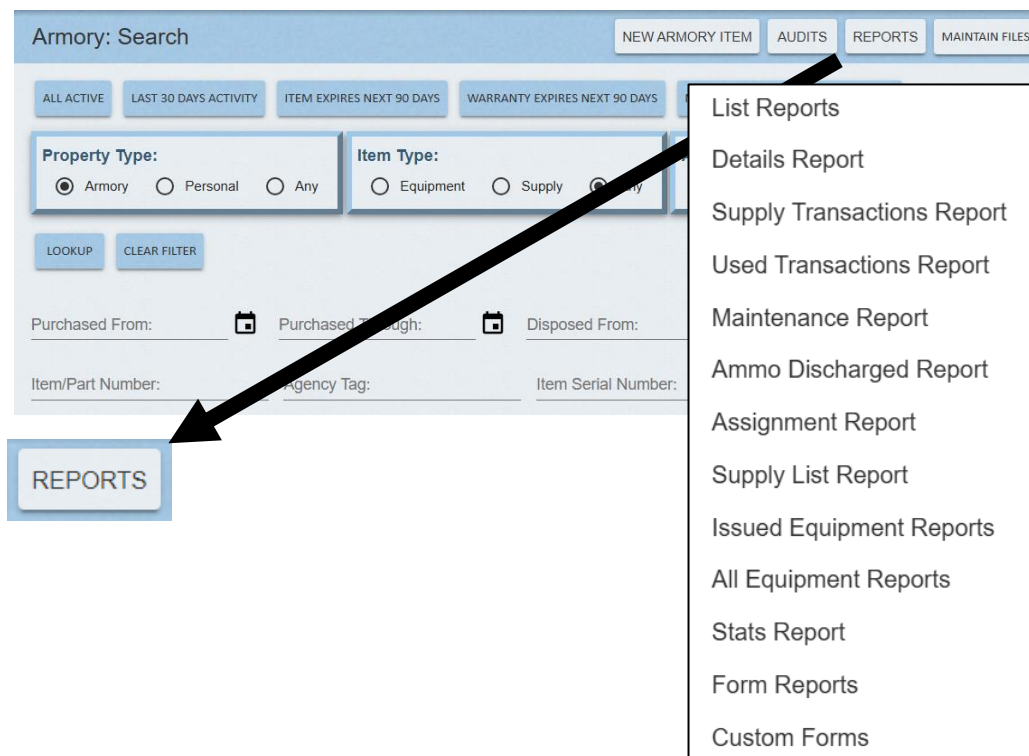 Armory: Search
NEW ARMORY ITEM
AUDITS
REPORTS
MAINTAIN FILES
ALL ACTIVE
LAST 30 DAYS ACTIVITY
ITEM EXPIRES NEXT 90 DAYS
WARRANTY EXPIRES NEXT 90 DAYS
Property Type:
Armory
Personal
Any
Item Type:
Equipment
Supply
LOOKUP
CLEAR FILTER
Purchased From:
Purchased Through:
Disposed From:
Item/Part Number:
Agency Tag:
Item Serial Number:
REPORTS
List Reports
Details Report
Supply Transactions Report
Used Transactions Report
Maintenance Report
Ammo Discharged Report
Assignment Report
Supply List Report
Issued Equipment Reports
All Equipment Reports
Stats Report
Form Reports
Custom Forms